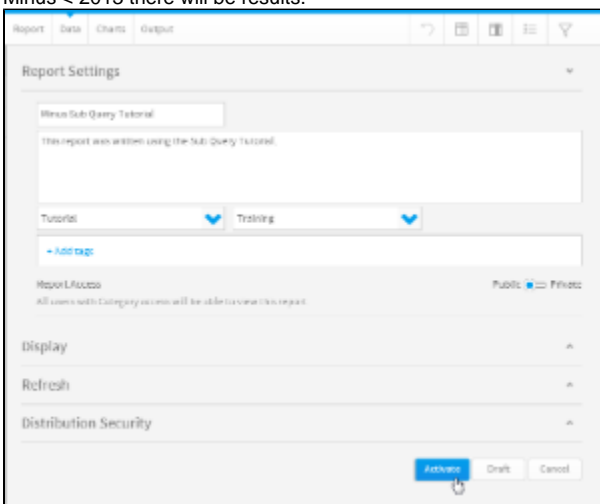 Minus < 2013 there will be results.
Report Data Charts Output
Report Settings
Minus Sub Query Tutorial
This report was written using the Sub Query Tutorial.
Tutorial Training
+ Add tags
Report Access Public Private
All users with Category access will be able to view this report
Display
Refresh
Distribution Security
Activate Draft Cancel